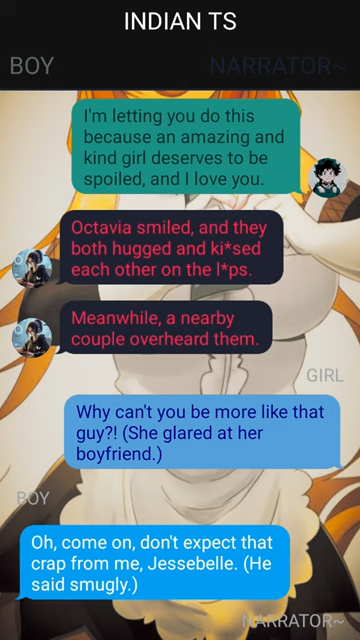 INDIAN TS
BOY
NARRATOR~
I'm letting you do this
because an amazing and
kind girl deserves to be
spoiled, and I love you.
Octavia smiled, and they
both hugged and ki*sed
each other on the l*ps.
Meanwhile, a nearby
couple overheard them.
GIRL
Why can't you be more like that
guy?! (She glared at her
boyfriend.)
BOY
Oh, come on, don't expect that
crap from me, Jessebelle. (He
said smugly.)
NARRATOR~